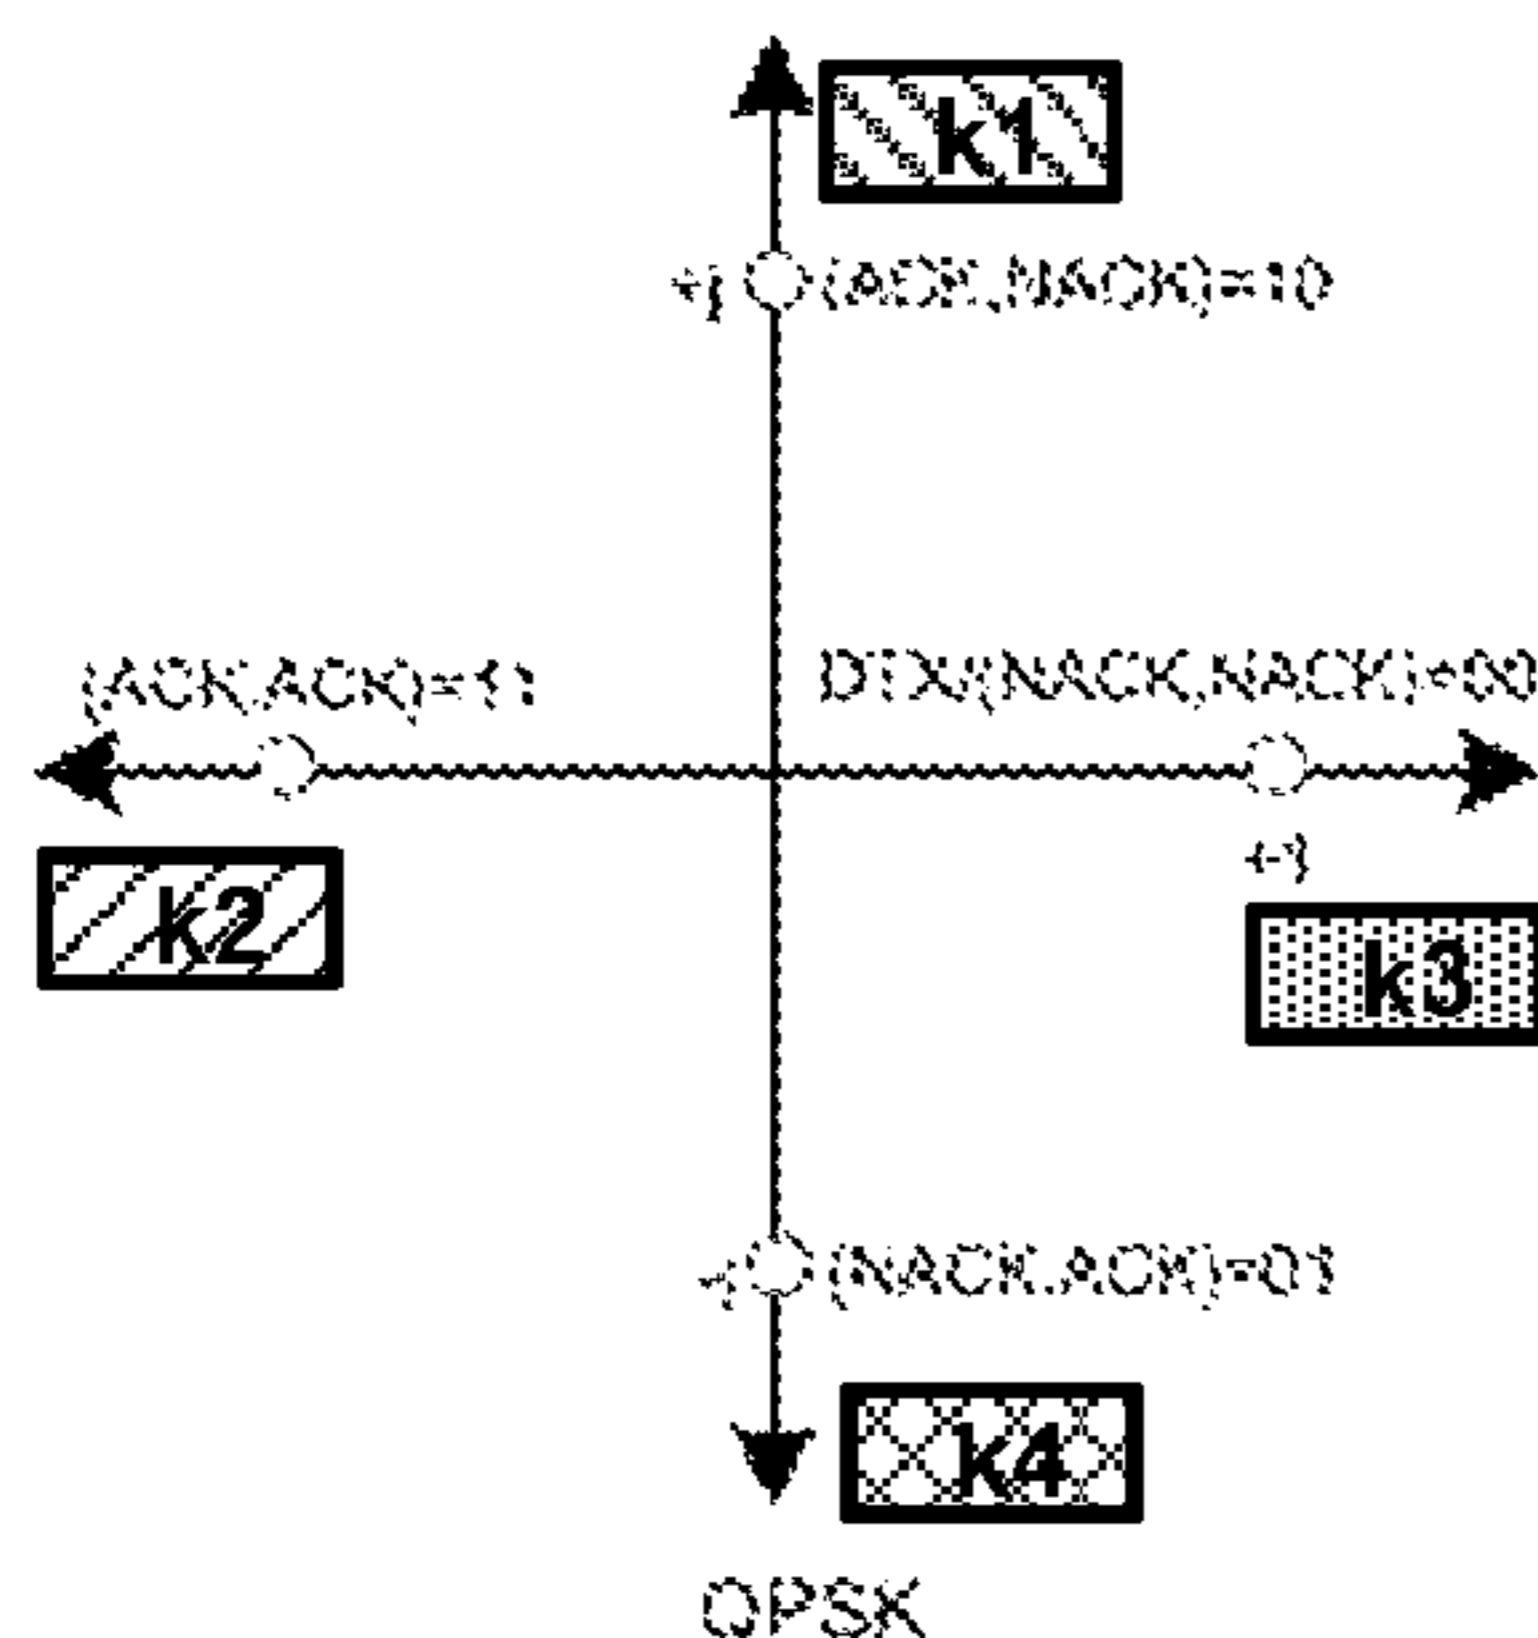 k1
+j (ACK,NACK)=10
(ACK,ACK)=11
DTX/(NACK,NACK)=00
k2
k3
-j (NACK,ACK)=01
k4
QPSK